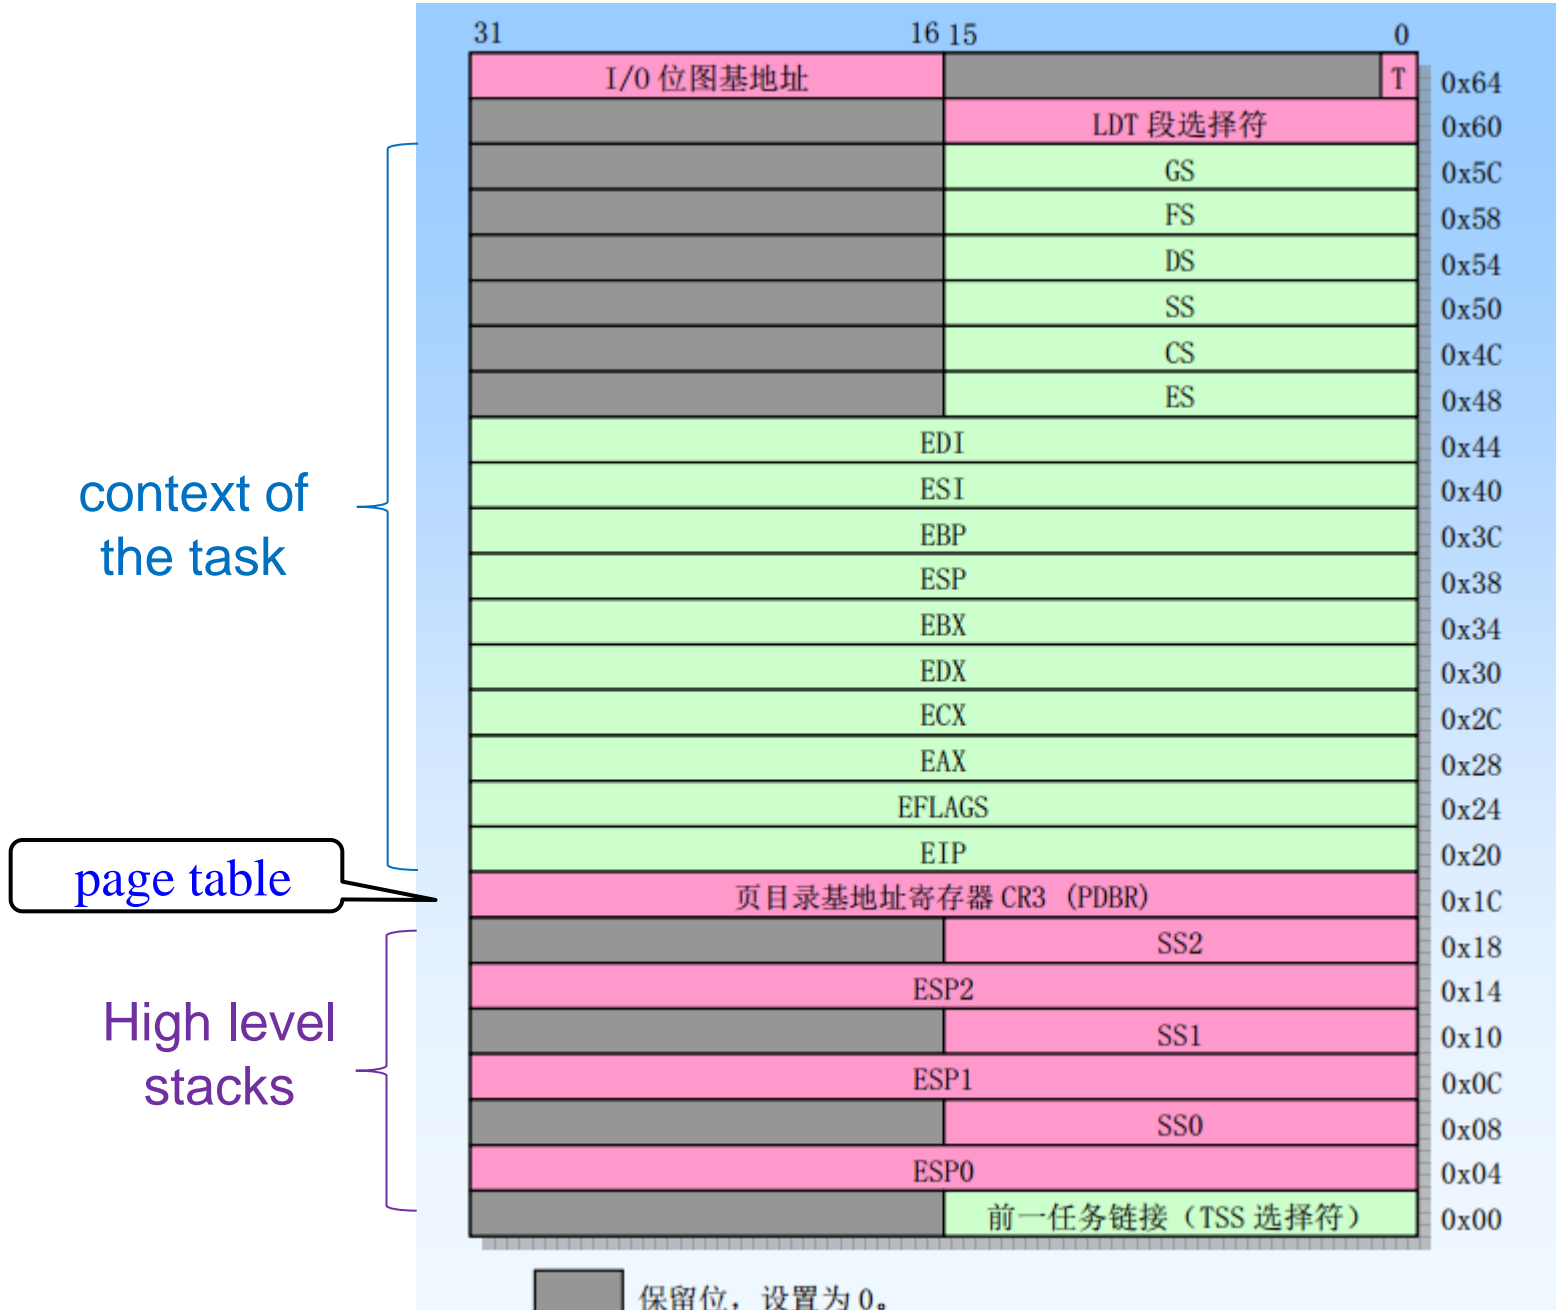 31 16 15 0
I/O 位图基地址 T 0x64
LDT 段选择符 0x60
GS 0x5C
FS 0x58
DS 0x54
SS 0x50
CS 0x4C
ES 0x48
EDI 0x44
ESI 0x40
EBP 0x3C
ESP 0x38
EBX 0x34
EDX 0x30
ECX 0x2C
EAX 0x28
EFLAGS 0x24
EIP 0x20
页目录基地址寄存器 CR3 (PDBR) 0x1C
SS2 0x18
ESP2 0x14
SS1 0x10
ESP1 0x0C
SS0 0x08
ESP0 0x04
前一任务链接（TSS 选择符） 0x00
context of
the task
page table
High level
stacks
保留位，设置为 0。